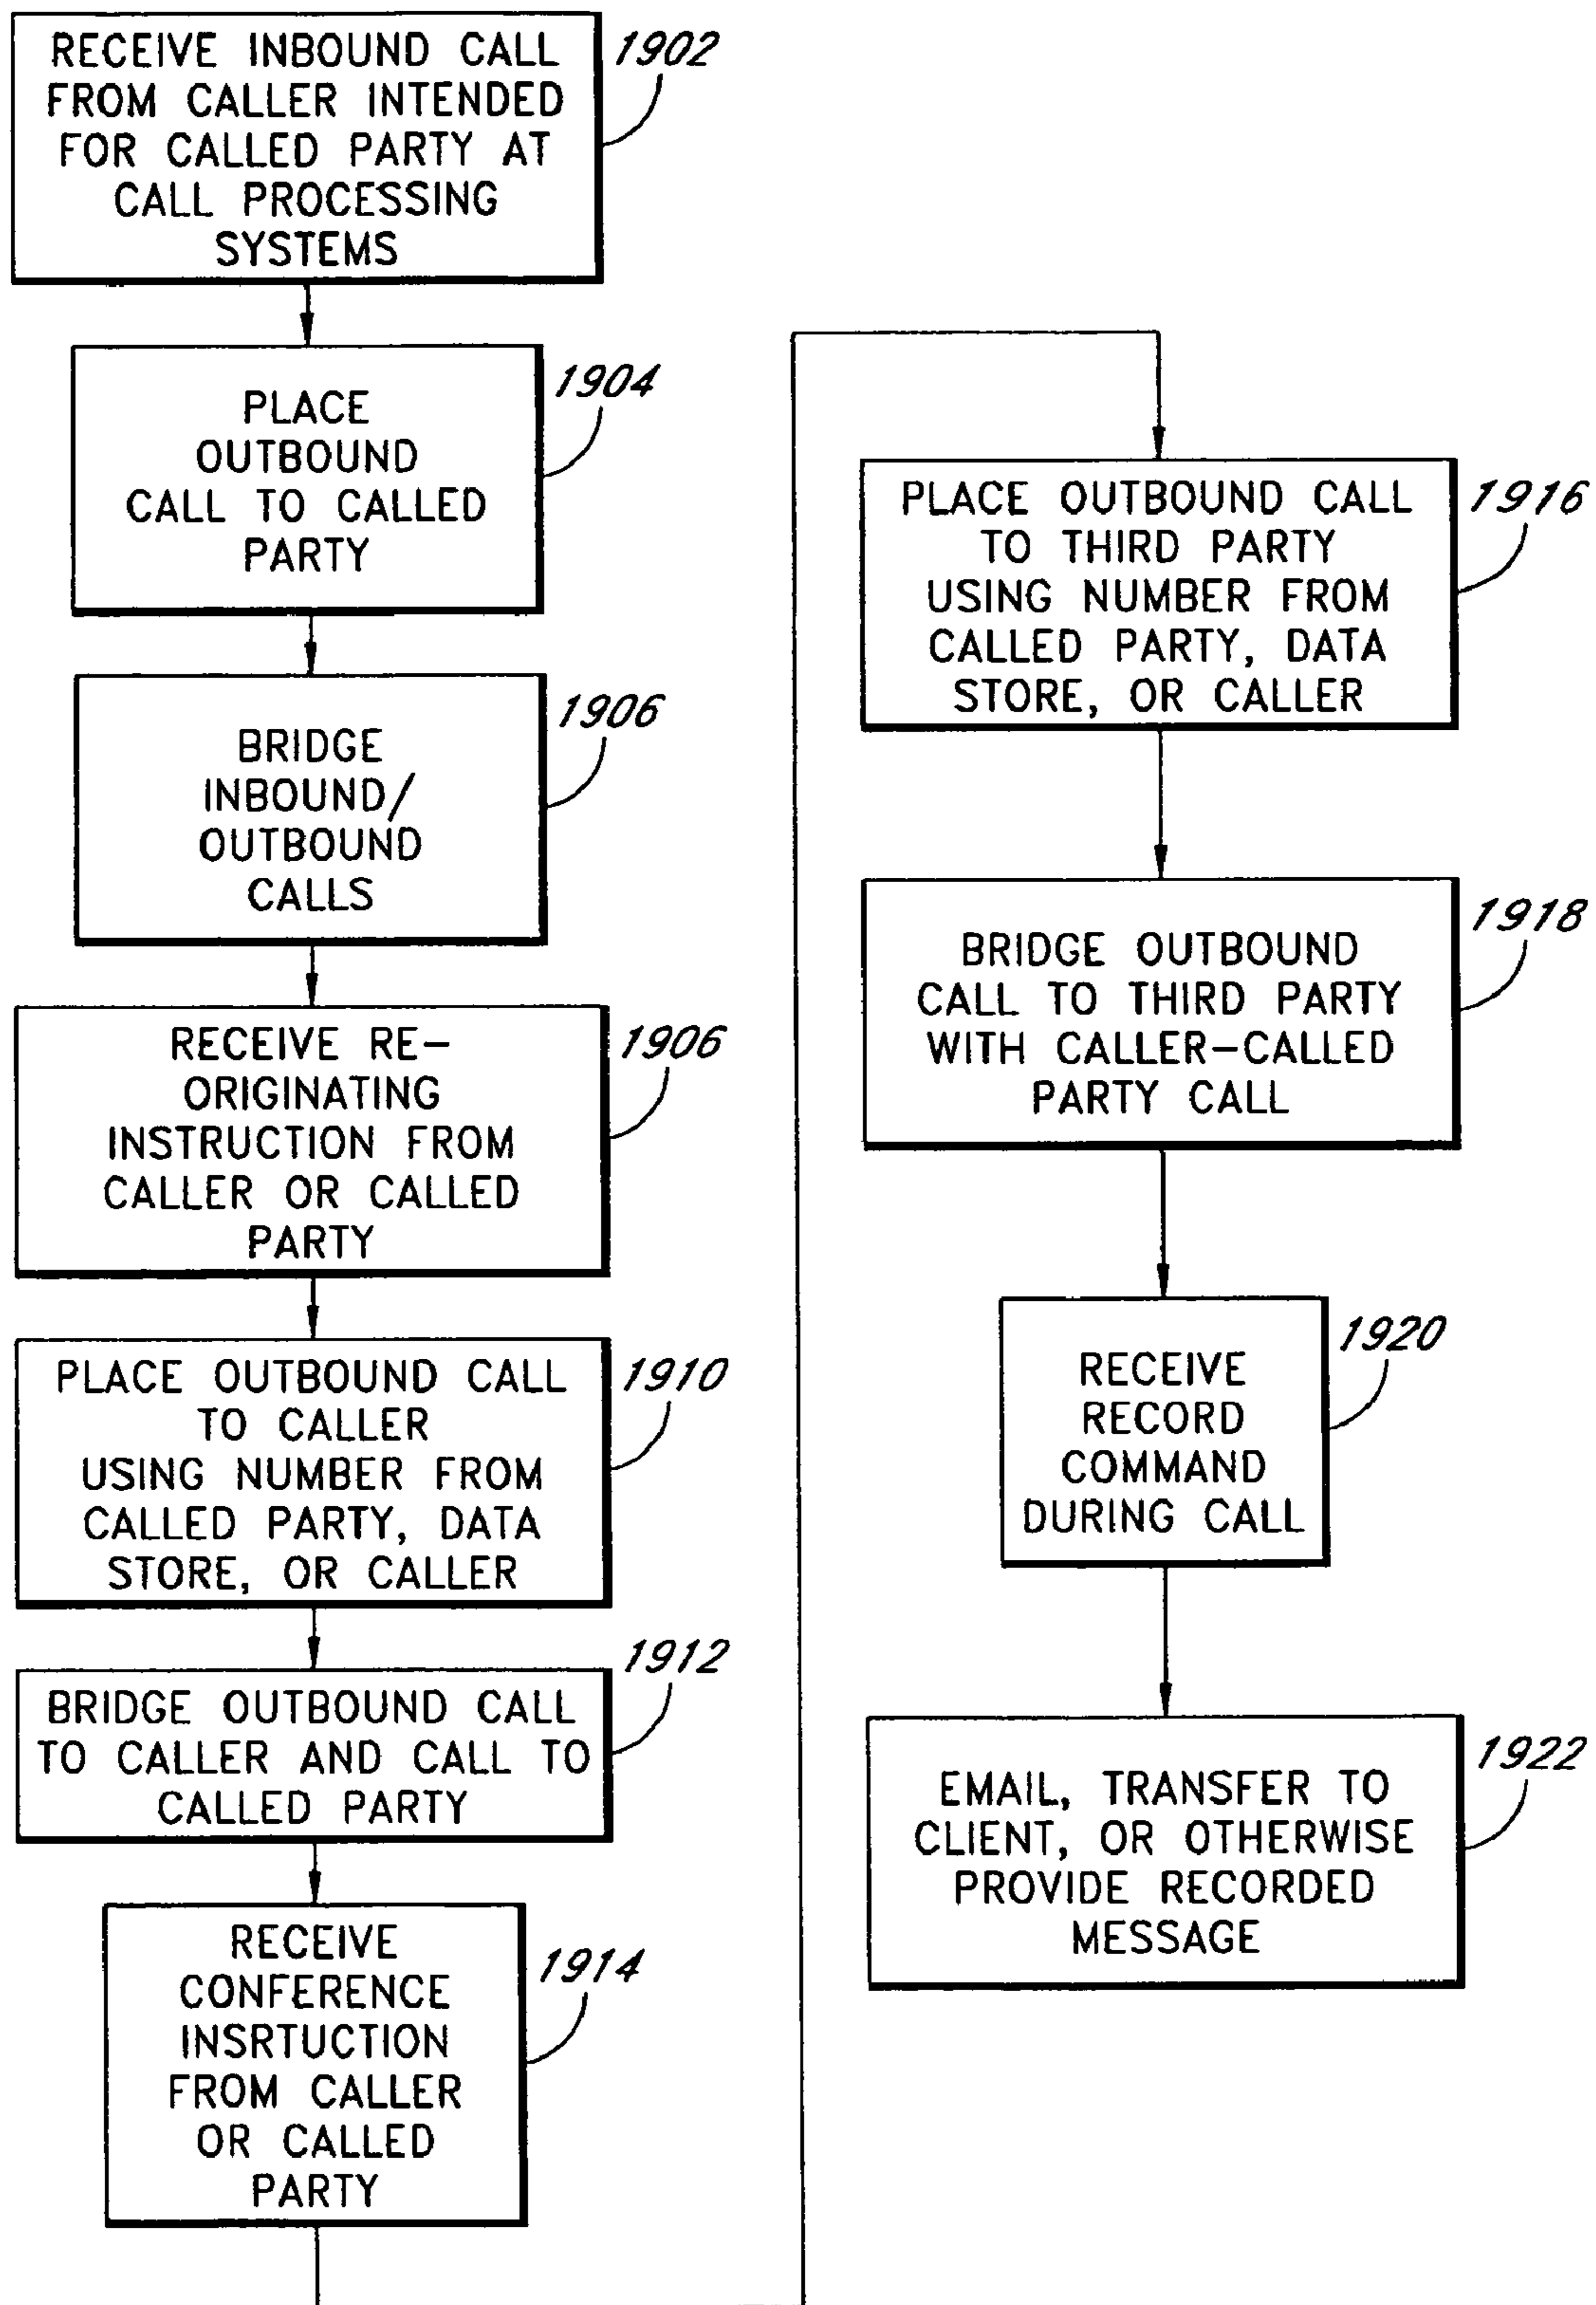 RECEIVE INBOUND CALL
FROM CALLER INTENDED
FOR CALLED PARTY AT
CALL PROCESSING
SYSTEMS
1902
PLACE
OUTBOUND
CALL TO CALLED
PARTY
1904
BRIDGE
INBOUND/
OUTBOUND
CALLS
1906
RECEIVE RE-
ORIGINATING
INSTRUCTION FROM
CALLER OR CALLED
PARTY
1906
PLACE OUTBOUND CALL
TO CALLER
USING NUMBER FROM
CALLED PARTY, DATA
STORE, OR CALLER
1910
BRIDGE OUTBOUND CALL
TO CALLER AND CALL TO
CALLED PARTY
1912
RECEIVE
CONFERENCE
INSRTUCTION
FROM CALLER
OR CALLED
PARTY
1914
PLACE OUTBOUND CALL
TO THIRD PARTY
USING NUMBER FROM
CALLED PARTY, DATA
STORE, OR CALLER
1916
BRIDGE OUTBOUND
CALL TO THIRD PARTY
WITH CALLER-CALLED
PARTY CALL
1918
RECEIVE
RECORD
COMMAND
DURING CALL
1920
EMAIL, TRANSFER TO
CLIENT, OR OTHERWISE
PROVIDE RECORDED
MESSAGE
1922